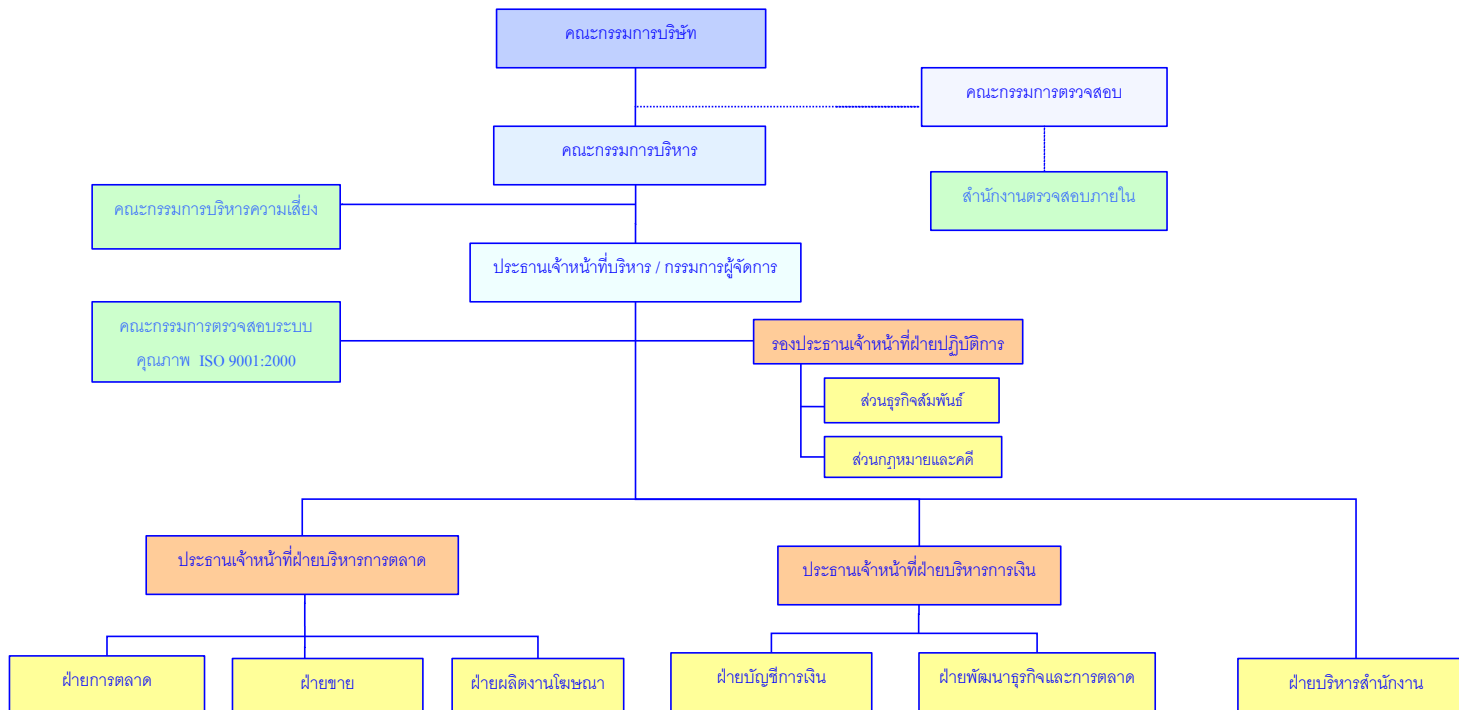 คณะกรรมการบริษัท
คณะกรรมการตรวจสอบ
คณะกรรมการบริหาร
สำนักงานตรวจสอบภายใน
คณะกรรมการบริหารความเสี่ยง
ประธานเจ้าหน้าที่บริหาร / กรรมการผู้จัดการ
คณะกรรมการตรวจสอบระบบ
คุณภาพ ISO 9001:2000
รองประธานเจ้าหน้าที่ฝ่ายปฏิบัติการ
ส่วนธุรกิจสัมพันธ์
ส่วนกฎหมายและคดี
ประธานเจ้าหน้าที่ฝ่ายบริหารการตลาด
ประธานเจ้าหน้าที่ฝ่ายบริหารการเงิน
ฝ่ายการตลาด
ฝ่ายขาย
ฝ่ายผลิตงานโฆษณา
ฝ่ายบัญชีการเงิน
ฝ่ายพัฒนาธุรกิจและการตลาด
ฝ่ายบริหารสำนักงาน